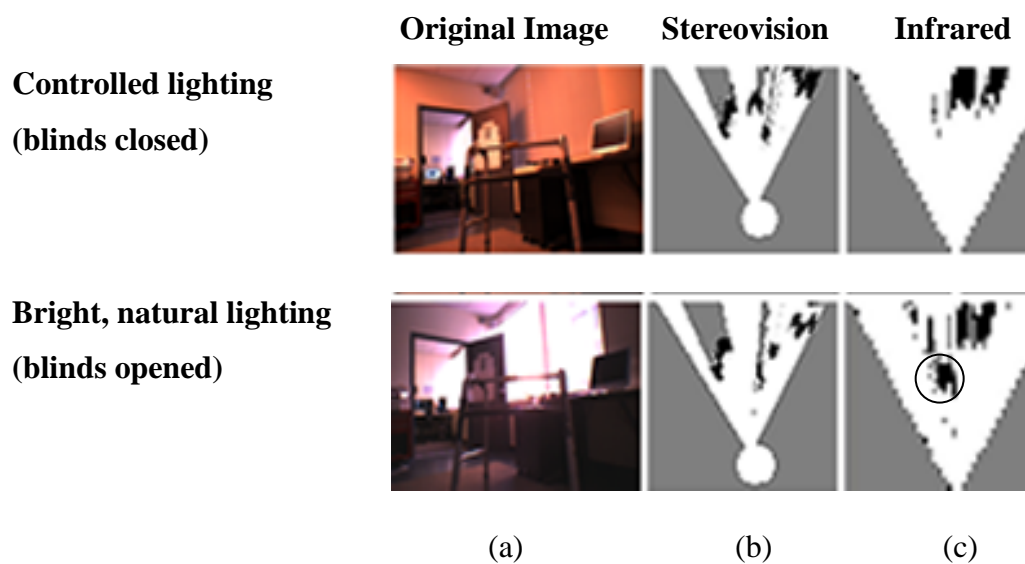 Original Image Stereovision Infrared
Controlled lighting
(blinds closed)
Bright, natural lighting
(blinds opened)
(a) (b) (c)